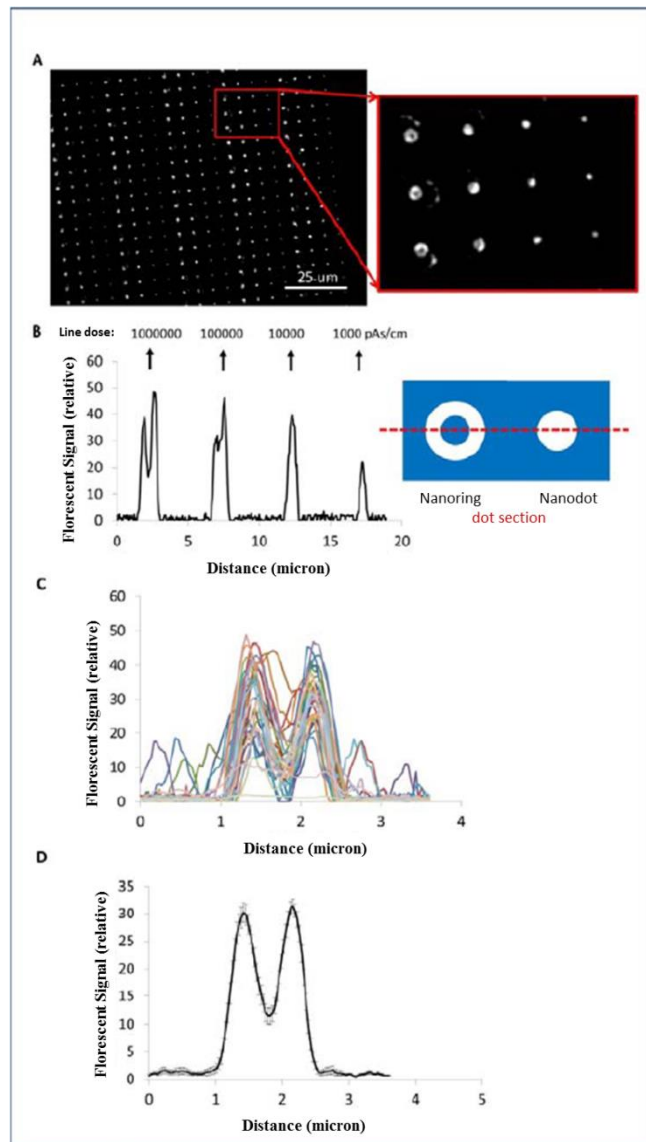 A
25 um
B Line dose: 1000000 100000 10000 1000 pAs/cm
Florescent Signal (relative)
60
50
40
30
20
10
0
0 5 10 15 20
Distance (micron)
Nanoring Nanodot
dot section
C
Florescent Signal (relative)
60
50
40
30
20
10
0
0 1 2 3 4
Distance (micron)
D
Florescent Signal (relative)
35
30
25
20
15
10
5
0
0 1 2 3 4 5
Distance (micron)